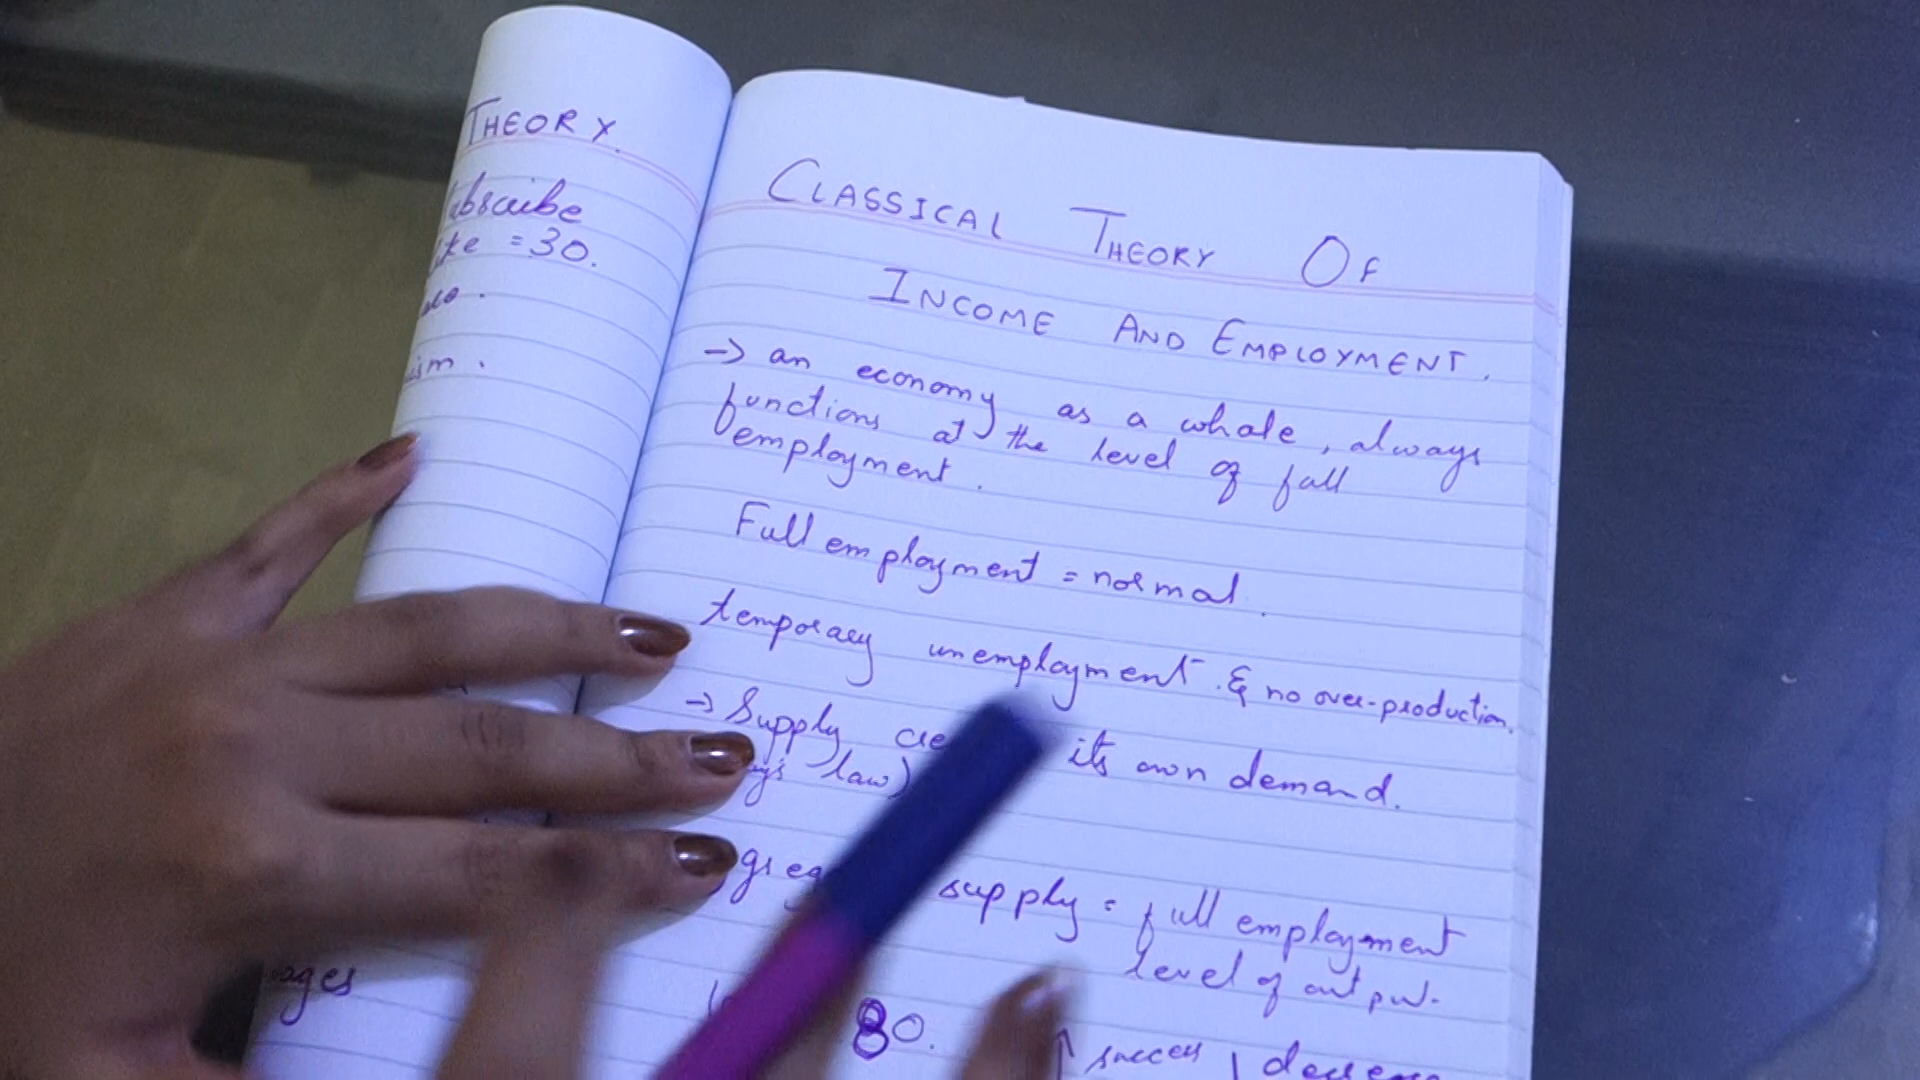 THEORY.
= 30.
CLASSICAL THEORY OF
INCOME AND EMPLOYMENT.
→ an economy as a whole, always
functions at the level of full
employment.
Full employment = normal.
temporary unemployment. & no over-production.
→ Supply its own demand.
law)
supply = full employment
level of output.
80.
↑ succes